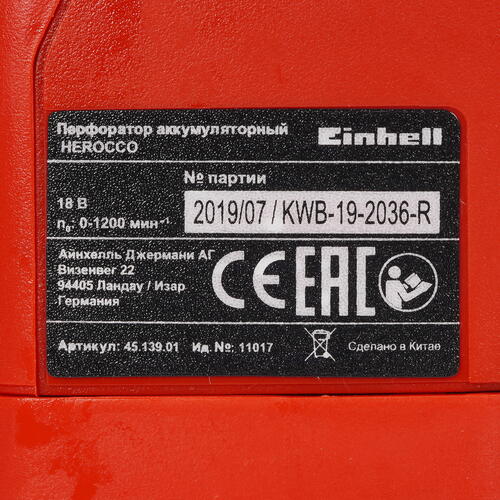 Перфоратор аккумуляторный
HEROCCO
Einhell
№ партии
18 В
n₀: 0-1200 мин⁻¹
2019/07 / KWB-19-2036-R
Айнхелль Джермани АГ
Визенвег 22
94405 Ландау / Изар
Германия
CE EAC
Артикул: 45.139.01 Ид. №: 11017
Сделано в Китае